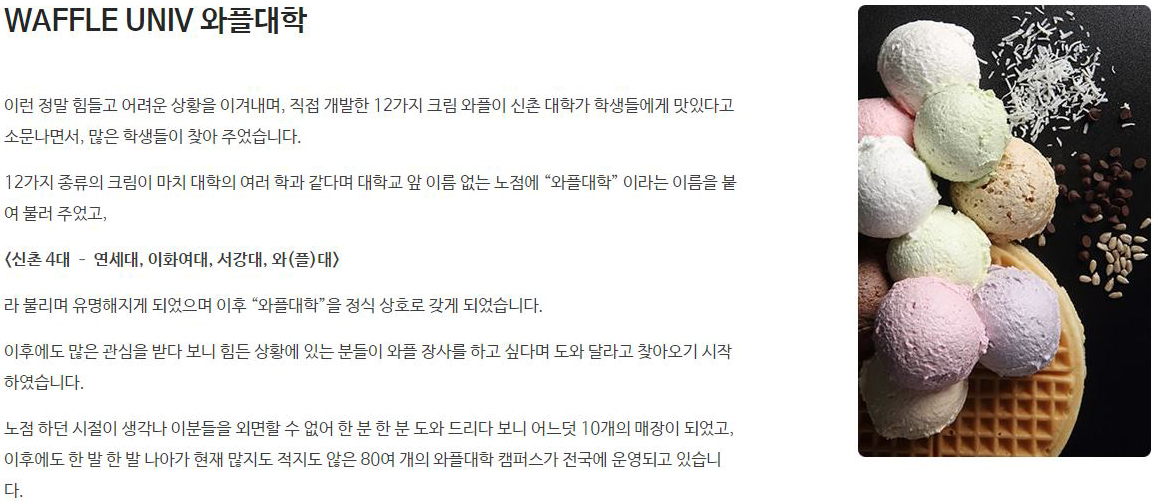 WAFFLE UNIV 와플대학
이런 정말 힘들고 어려운 상황을 이겨내며, 직접 개발한 12가지 크림 와플이 신촌 대학가 학생들에게 맛있다고
소문나면서, 많은 학생들이 찾아 주었습니다.
12가지 종류의 크림이 마치 대학의 여러 학과 같다며 대학교 앞 이름 없는 노점에 “와플대학” 이라는 이름을 붙
여 불러 주었고,
<신촌 4대 – 연세대, 이화여대, 서강대, 와(플)대>
라 불리며 유명해지게 되었으며 이후 “와플대학”을 정식 상호로 갖게 되었습니다.
이후에도 많은 관심을 받다 보니 힘든 상황에 있는 분들이 와플 장사를 하고 싶다며 도와 달라고 찾아오기 시작
하였습니다.
노점 하던 시절이 생각나 이분들을 외면할 수 없어 한 분 한 분 도와 드리다 보니 어느덧 10개의 매장이 되었고,
이후에도 한 발 한 발 나아가 현재 많지도 적지도 않은 80여 개의 와플대학 캠퍼스가 전국에 운영되고 있습니
다.